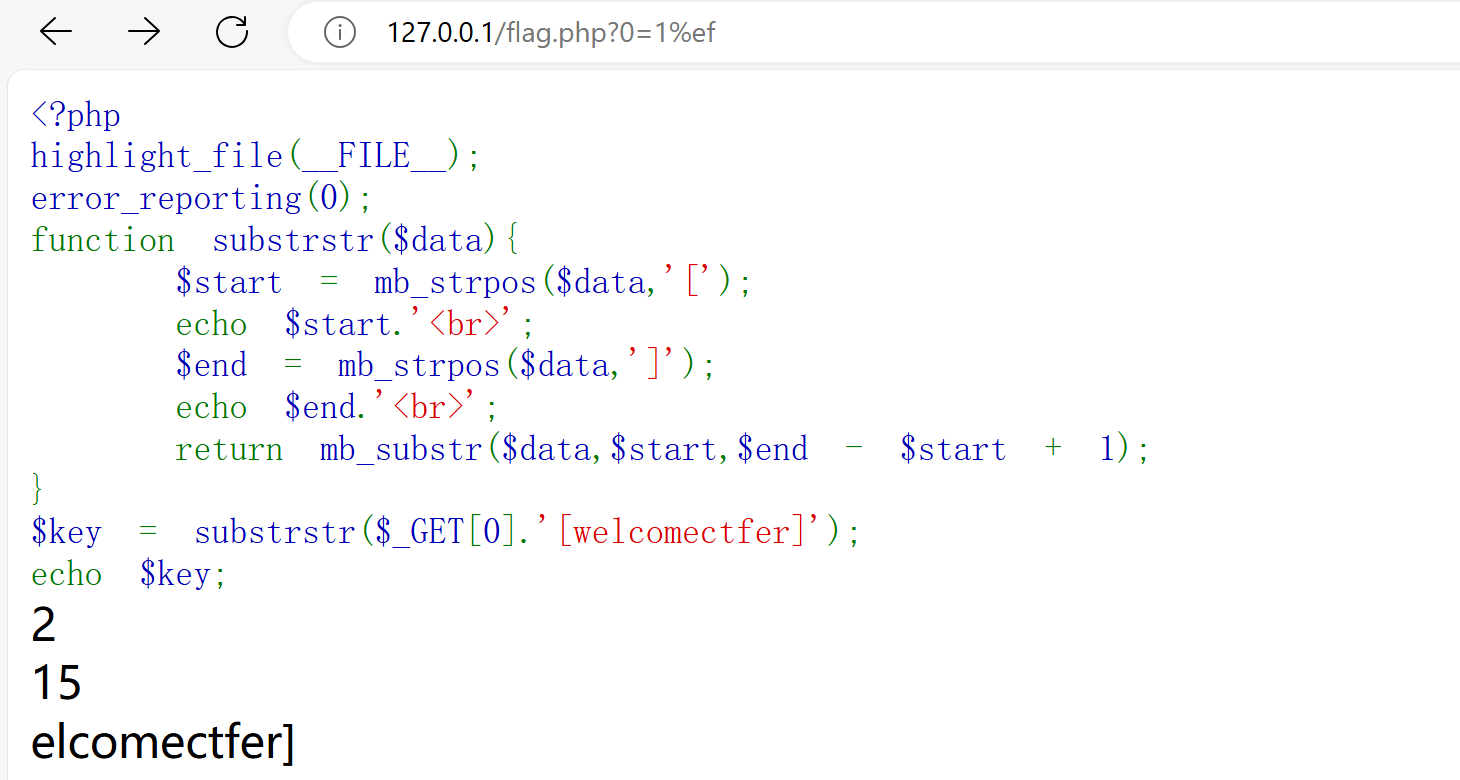 127.0.0.1/flag.php?0=1%ef
<?php
highlight_file(__FILE__);
error_reporting(0);
function  substrstr($data){
        $start  =  mb_strpos($data,'[');
        echo  $start.'<br>';
        $end  =  mb_strpos($data,']');
        echo  $end.'<br>';
        return  mb_substr($data,$start,$end  -  $start  +  1);
}
$key  =  substrstr($_GET[0].'[welcomectfer]');
echo  $key;
2
15
elcomectfer]